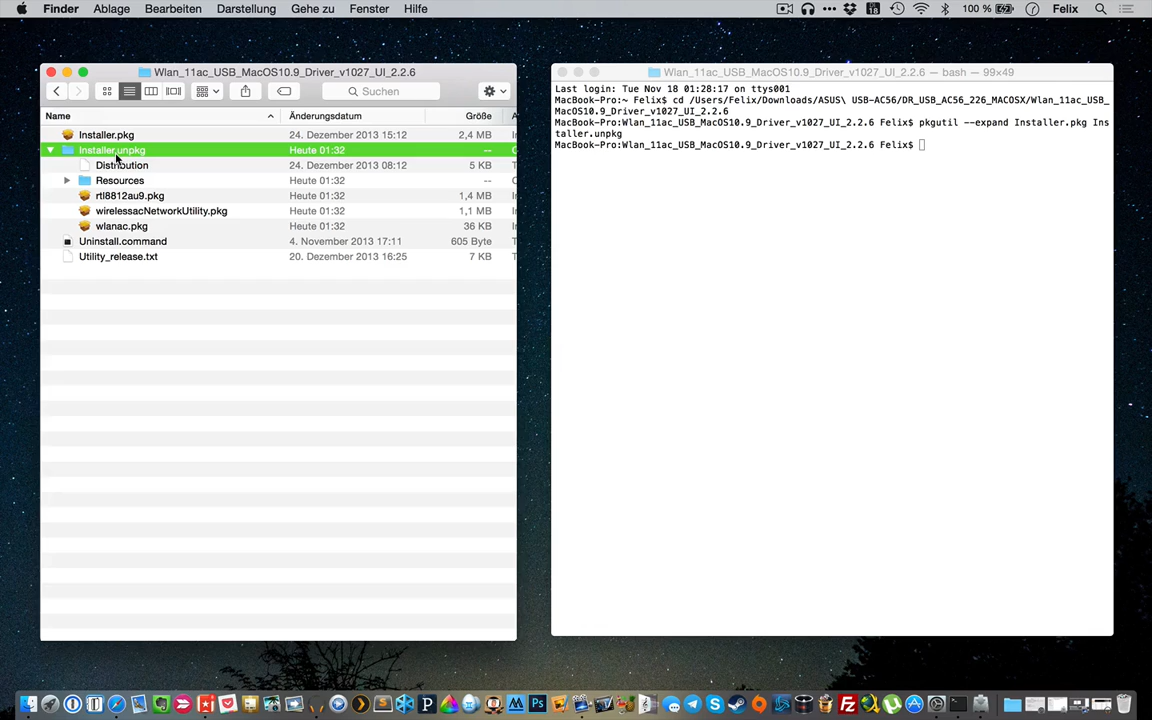 Finder Ablage Bearbeiten Darstellung Gehe zu Fenster Hilfe 18 100 % Felix
Wlan_11ac_USB_MacOS10.9_Driver_v1027_UI_2.2.6
Suchen
Name Änderungsdatum Größe
Installer.pkg 24. Dezember 2013 15:12 2,4 MB In
Installer.unpkg Heute 01:32 --
Distribution 24. Dezember 2013 08:12 5 KB T
Resources Heute 01:32 --
rtl8812au9.pkg Heute 01:32 1,4 MB In
wirelessacNetworkUtility.pkg Heute 01:32 1,1 MB In
wlanac.pkg Heute 01:32 36 KB In
Uninstall.command 4. November 2013 17:11 605 Byte T
Utility_release.txt 20. Dezember 2013 16:25 7 KB T
Wlan_11ac_USB_MacOS10.9_Driver_v1027_UI_2.2.6 — bash — 99×49
Last login: Tue Nov 18 01:28:17 on ttys001
MacBook-Pro:~ Felix$ cd /Users/Felix/Downloads/ASUS\ USB-AC56/DR_USB_AC56_226_MACOSX/Wlan_11ac_USB_
MacOS10.9_Driver_v1027_UI_2.2.6
MacBook-Pro:Wlan_11ac_USB_MacOS10.9_Driver_v1027_UI_2.2.6 Felix$ pkgutil --expand Installer.pkg Ins
taller.unpkg
MacBook-Pro:Wlan_11ac_USB_MacOS10.9_Driver_v1027_UI_2.2.6 Felix$